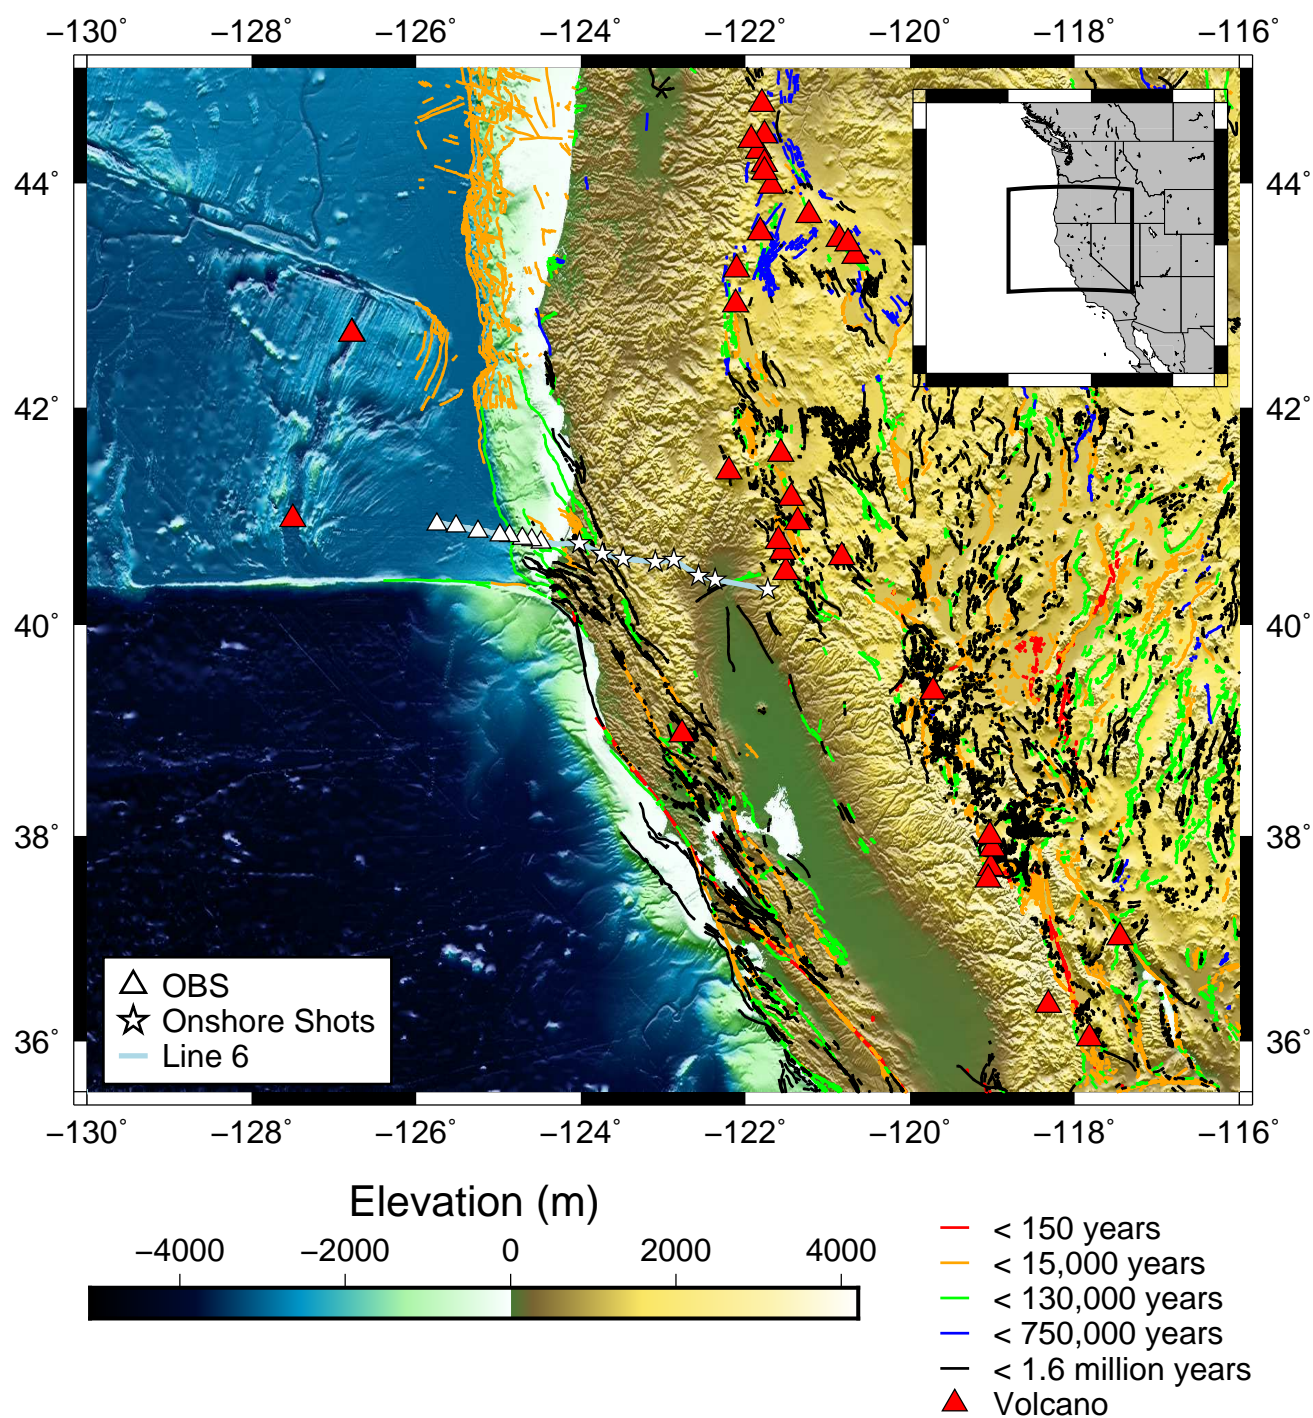 −130˚ −128˚ −126˚ −124˚ −122˚ −120˚ −118˚ −116˚
44˚ 44˚
42˚ 42˚
40˚ 40˚
38˚ 38˚
36˚ 36˚
OBS
Onshore Shots
Line 6
−130˚ −128˚ −126˚ −124˚ −122˚ −120˚ −118˚ −116˚
Elevation (m)
−4000 −2000 0 2000 4000
< 150 years
< 15,000 years
< 130,000 years
< 750,000 years
< 1.6 million years
Volcano